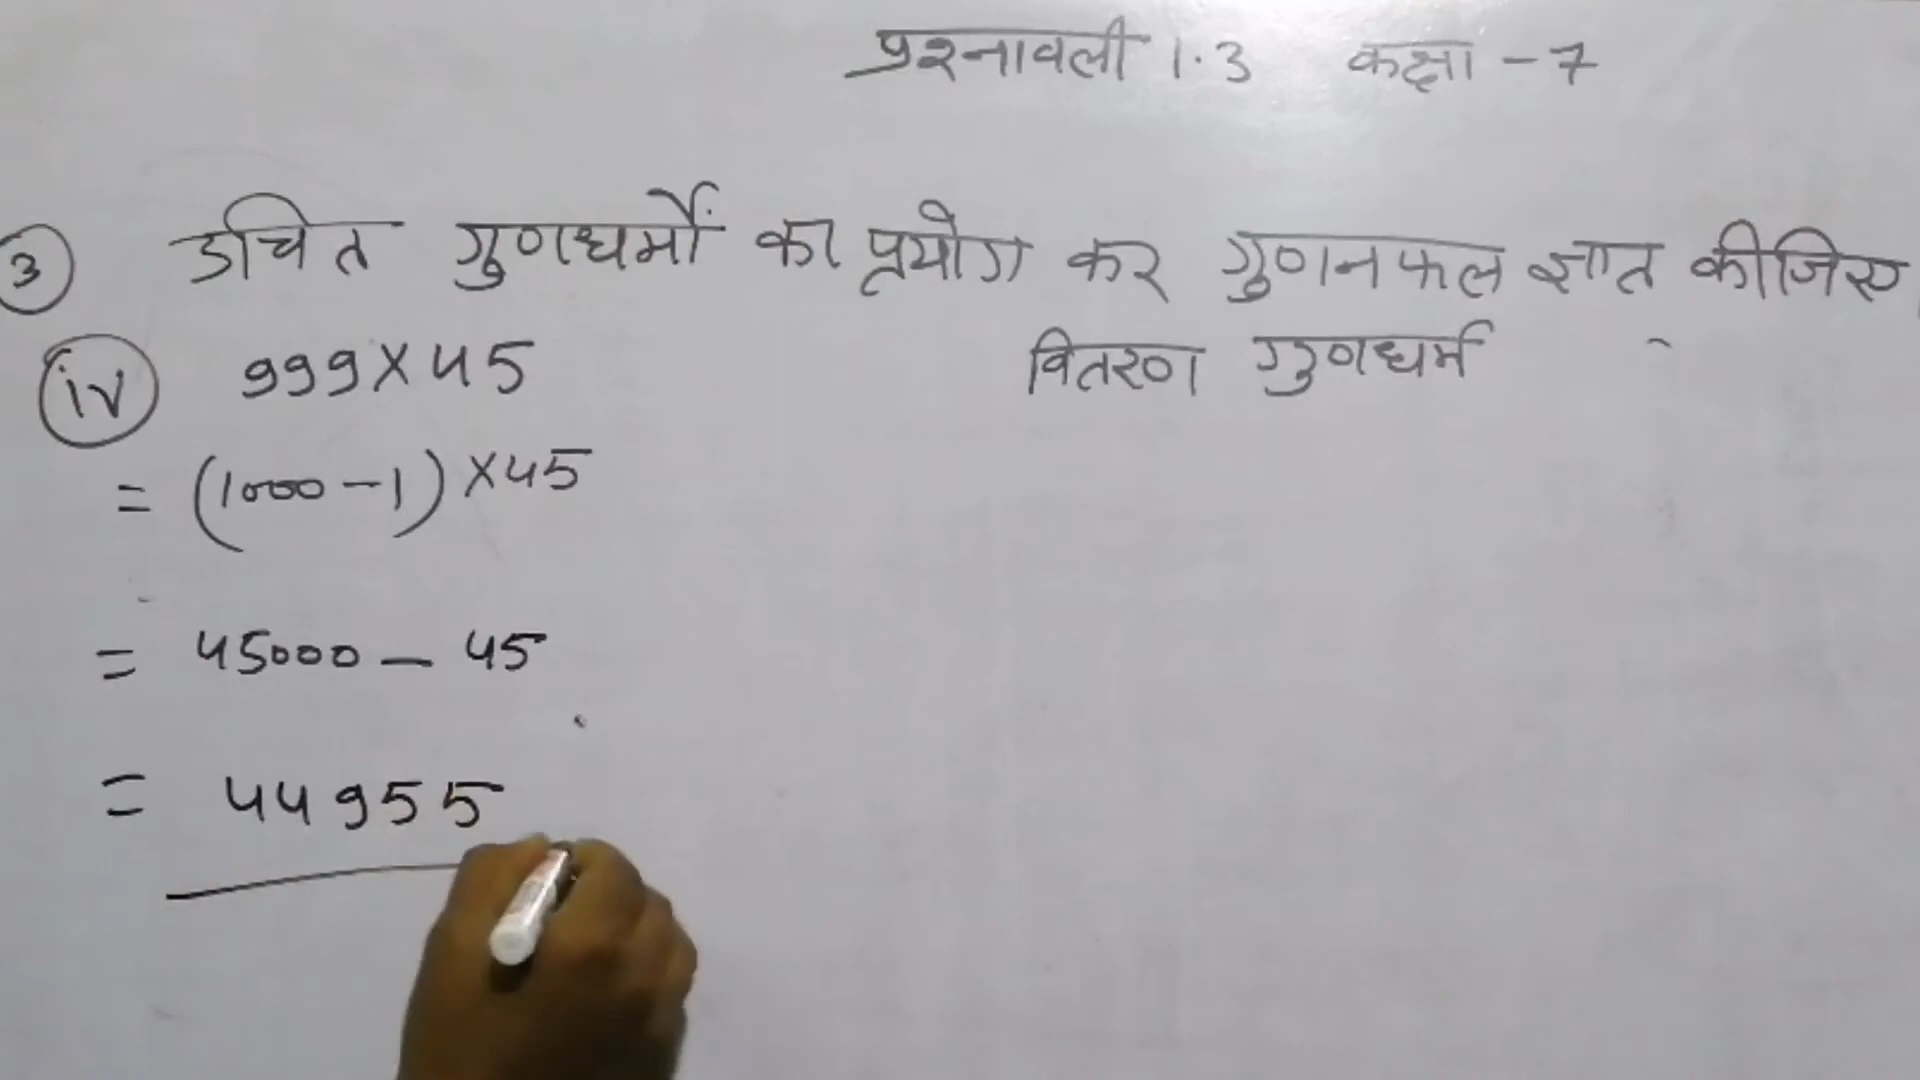 प्रश्नावली 1.3 कक्षा - 7
③ उचित गुणधर्मों का प्रयोग कर गुणनफल ज्ञात कीजिए।
iv 999×45
वितरण गुणधर्म
= (1000-1)×45
= 45000 - 45
= 44955